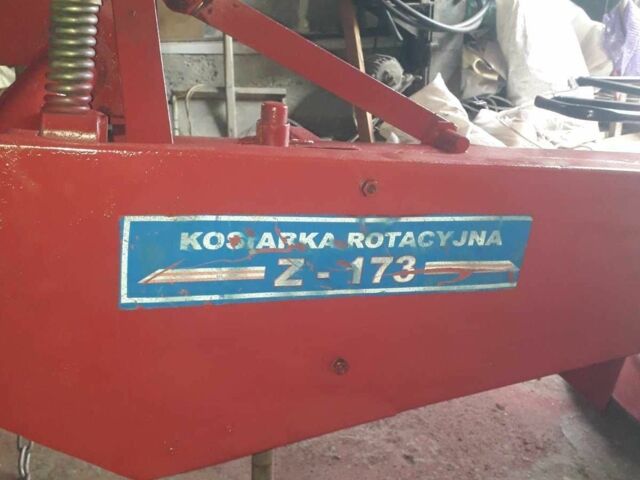 KOSIARKA ROTACYJNA
Z - 173